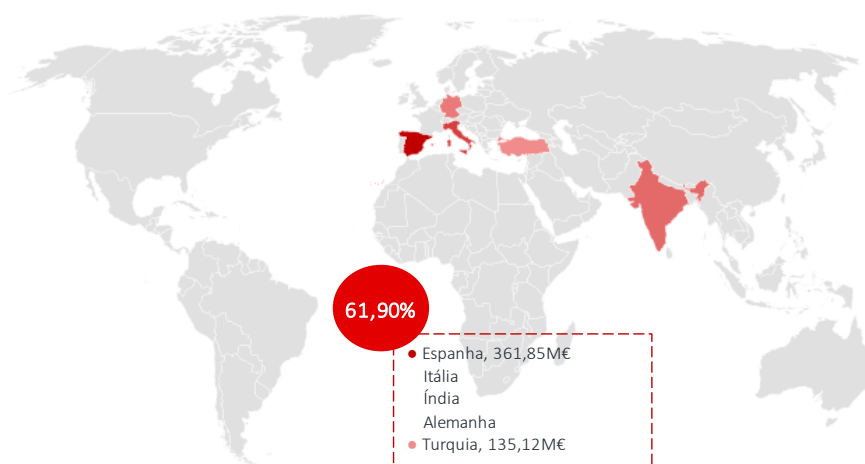 61,90%
Espanha, 361,85M€
Itália
Índia
Alemanha
Turquia, 135,12M€